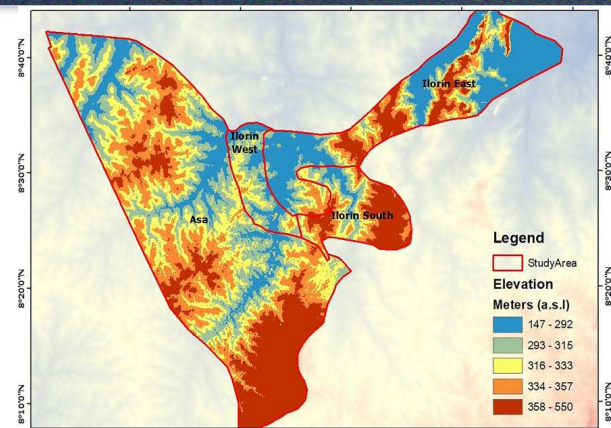 8°40'0"N
8°40'0"N
Ilorin East
Ilorin
West
8°30'0"N
8°30'0"N
Asa
Ilorin South
Legend
StudyArea
Elevation
Meters (a.s.l)
147 - 292
293 - 315
316 - 333
334 - 357
358 - 550
8°20'0"N
8°20'0"N
8°10'0"N
8°10'0"N